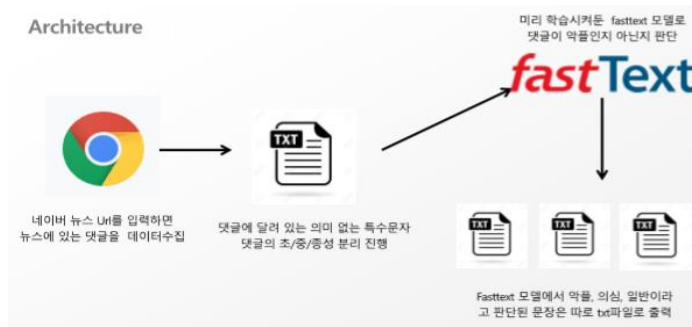 Architecture
미리 학습시켜둔 fasttext 모델로
댓글이 악플인지 아닌지 판단
fastText
TXT
네이버 뉴스 Url를 입력하면
뉴스에 있는 댓글을 데이터수집
댓글에 달려 있는 의미 없는 특수문자
댓글의 초/중/종성 분리 진행
TXT
TXT
TXT
Fasttext 모델에서 악플, 의심, 일반이라
고 판단된 문장은 따로 txt파일로 출력